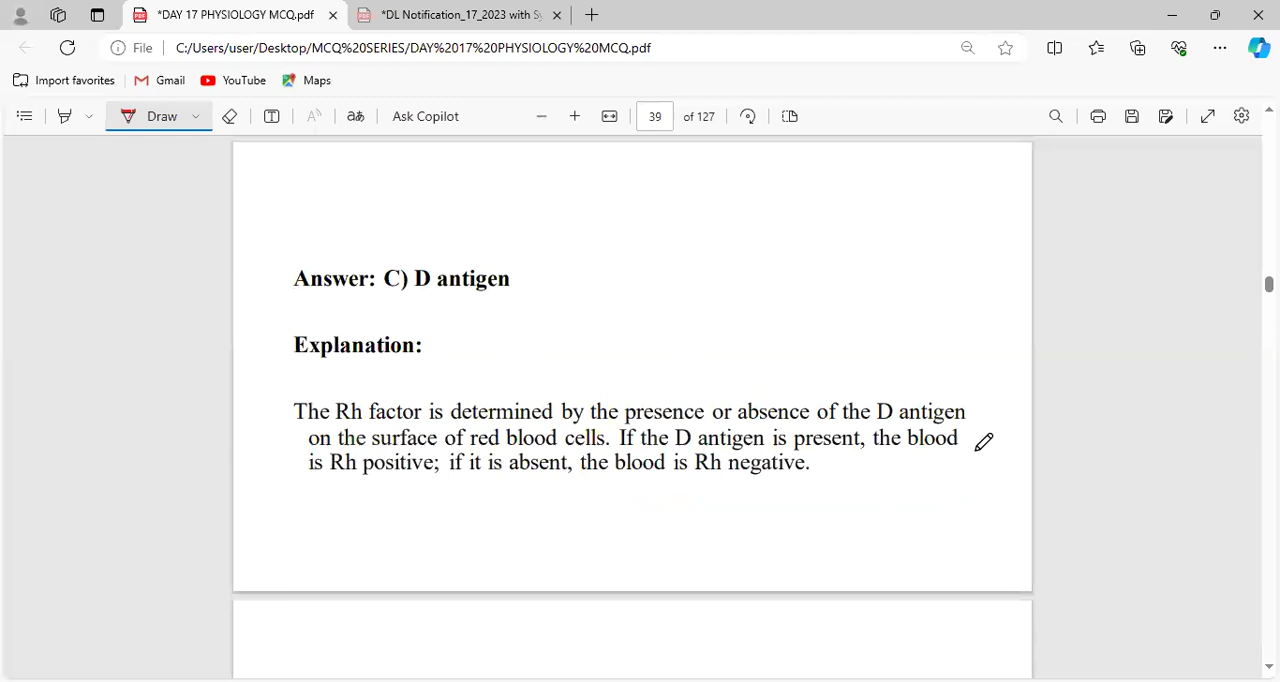 *DAY 17 PHYSIOLOGY MCQ.pdf
*DL Notification_17_2023 with Sy
File
C:/Users/user/Desktop/MCQ%20SERIES/DAY%2017%20PHYSIOLOGY%20MCQ.pdf
Import favorites Gmail YouTube Maps
Draw aあ Ask Copilot 39 of 127
Answer: C) D antigen
Explanation:
The Rh factor is determined by the presence or absence of the D antigen
on the surface of red blood cells. If the D antigen is present, the blood
is Rh positive; if it is absent, the blood is Rh negative.